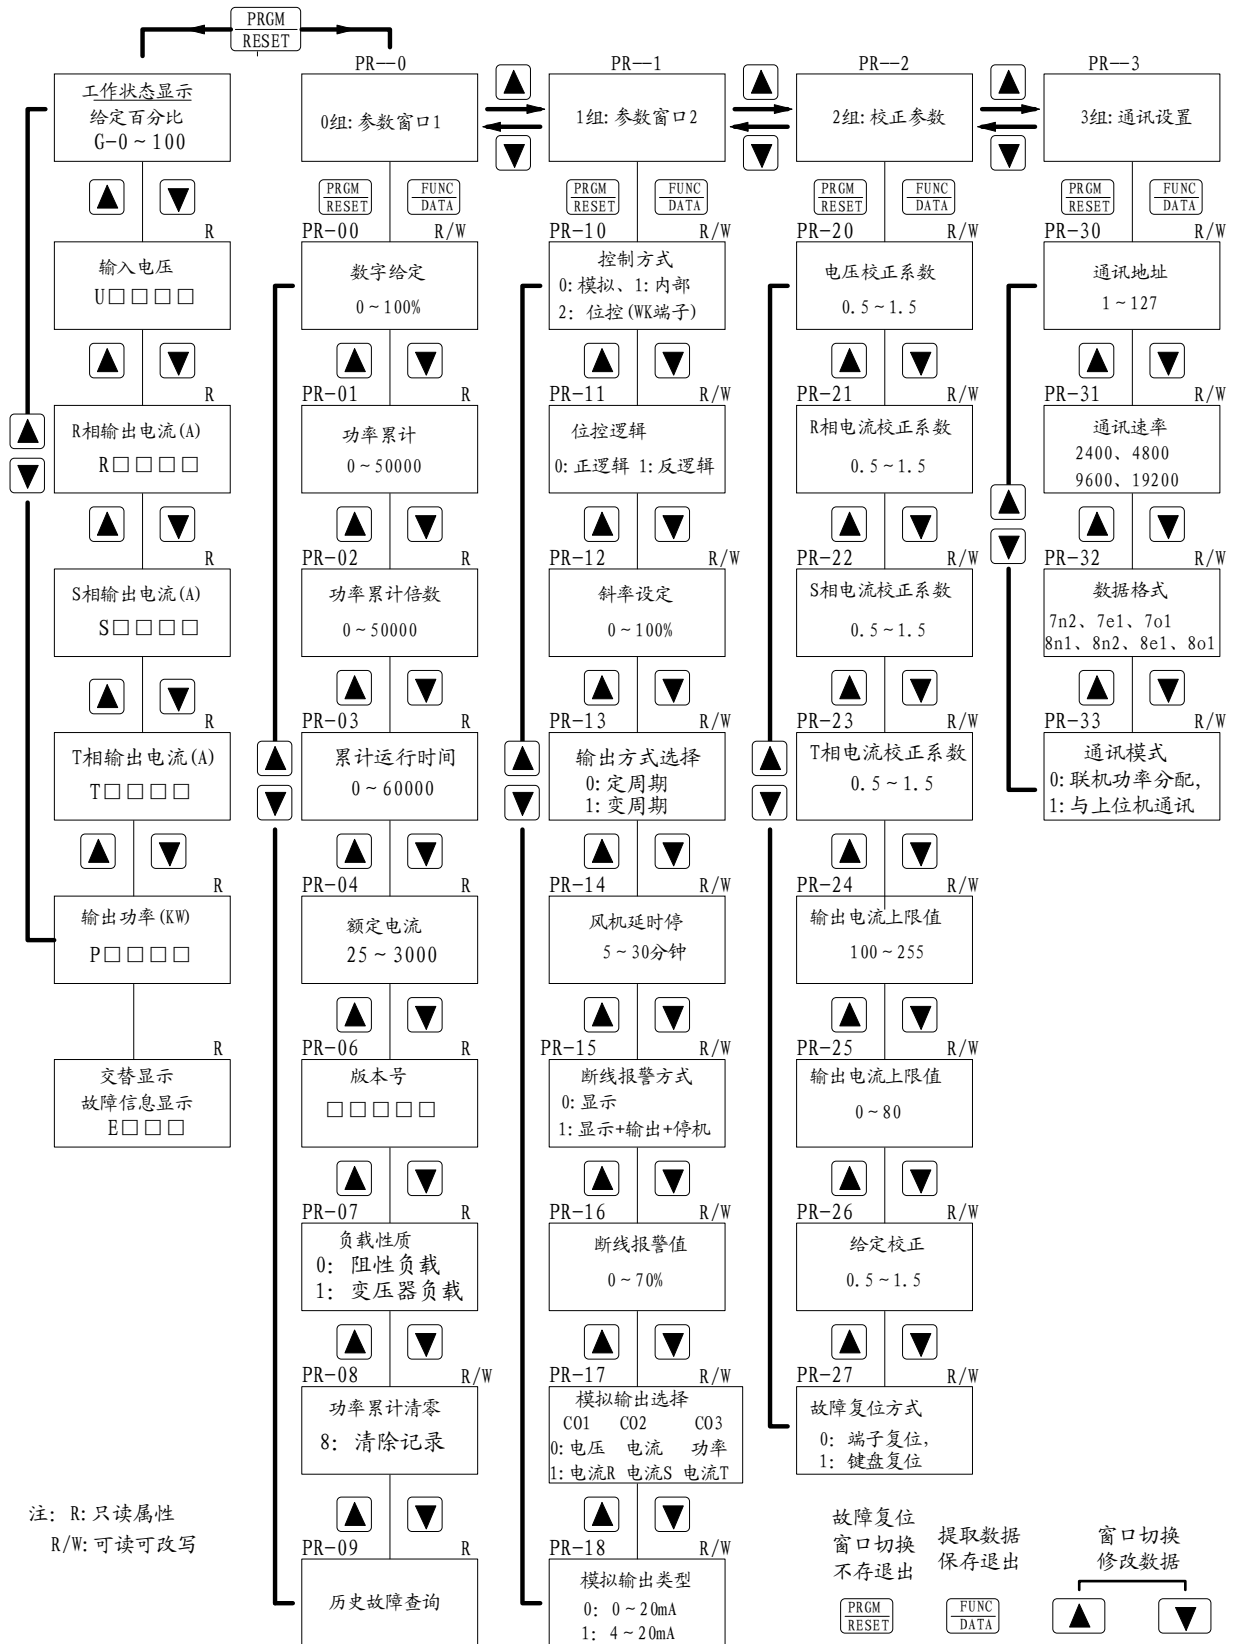 PRGM
RESET
工作状态显示
给定百分比
G-0~100
R
输入电压
U□□□□
R
R相输出电流(A)
R□□□□
R
S相输出电流(A)
S□□□□
R
T相输出电流(A)
T□□□□
R
输出功率(KW)
P□□□□
R
交替显示
故障信息显示
E□□□
PR--0
0组:参数窗口1
PRGM
RESET
FUNC
DATA
PR-00 R/W
数字给定
0~100%
PR-01 R
功率累计
0~50000
PR-02 R
功率累计倍数
0~50000
PR-03 R
累计运行时间
0~60000
PR-04 R
额定电流
25~3000
PR-06 R
版本号
□□□□□
PR-07 R
负载性质
0: 阻性负载
1: 变压器负载
PR-08 R/W
功率累计清零
8: 清除记录
PR-09 R
历史故障查询
PR--1
1组:参数窗口2
PRGM
RESET
FUNC
DATA
PR-10 R/W
控制方式
0:模拟、1:内部
2: 位控(WK端子)
PR-11 R/W
位控逻辑
0:正逻辑 1:反逻辑
PR-12 R/W
斜率设定
0~100%
PR-13 R/W
输出方式选择
0:定周期
1:变周期
PR-14 R/W
风机延时停
5~30分钟
PR-15 R/W
断线报警方式
0:显示
1:显示+输出+停机
PR-16 R/W
断线报警值
0~70%
PR-17 R/W
模拟输出选择
CO1 CO2 CO3
0:电压 电流 功率
1:电流R 电流S 电流T
PR-18 R/W
模拟输出类型
0: 0~20mA
1: 4~20mA
PR--2
2组:校正参数
PRGM
RESET
FUNC
DATA
PR-20 R/W
电压校正系数
0.5~1.5
PR-21 R/W
R相电流校正系数
0.5~1.5
PR-22 R/W
S相电流校正系数
0.5~1.5
PR-23 R/W
T相电流校正系数
0.5~1.5
PR-24 R/W
输出电流上限值
100~255
PR-25 R/W
输出电流上限值
0~80
PR-26 R/W
给定校正
0.5~1.5
PR-27 R/W
故障复位方式
0: 端子复位,
1: 键盘复位
PR--3
3组:通讯设置
PRGM
RESET
FUNC
DATA
PR-30 R/W
通讯地址
1~127
PR-31 R/W
通讯速率
2400、4800
9600、19200
PR-32 R/W
数据格式
7n2、7e1、7o1
8n1、8n2、8e1、8o1
PR-33 R/W
通讯模式
0:联机功率分配,
1:与上位机通讯
注: R:只读属性
R/W:可读可改写
故障复位
窗口切换
不存退出
PRGM
RESET
提取数据
保存退出
FUNC
DATA
窗口切换
修改数据